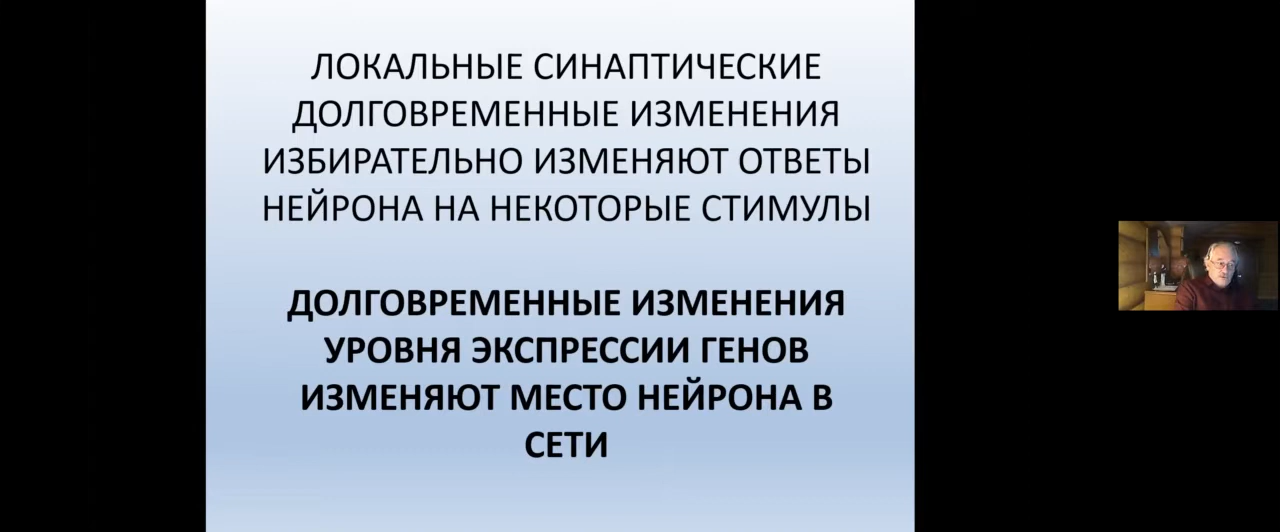 ЛОКАЛЬНЫЕ СИНАПТИЧЕСКИЕ
ДОЛГОВРЕМЕННЫЕ ИЗМЕНЕНИЯ
ИЗБИРАТЕЛЬНО ИЗМЕНЯЮТ ОТВЕТЫ
НЕЙРОНА НА НЕКОТОРЫЕ СТИМУЛЫ
ДОЛГОВРЕМЕННЫЕ ИЗМЕНЕНИЯ
УРОВНЯ ЭКСПРЕССИИ ГЕНОВ
ИЗМЕНЯЮТ МЕСТО НЕЙРОНА В
СЕТИ